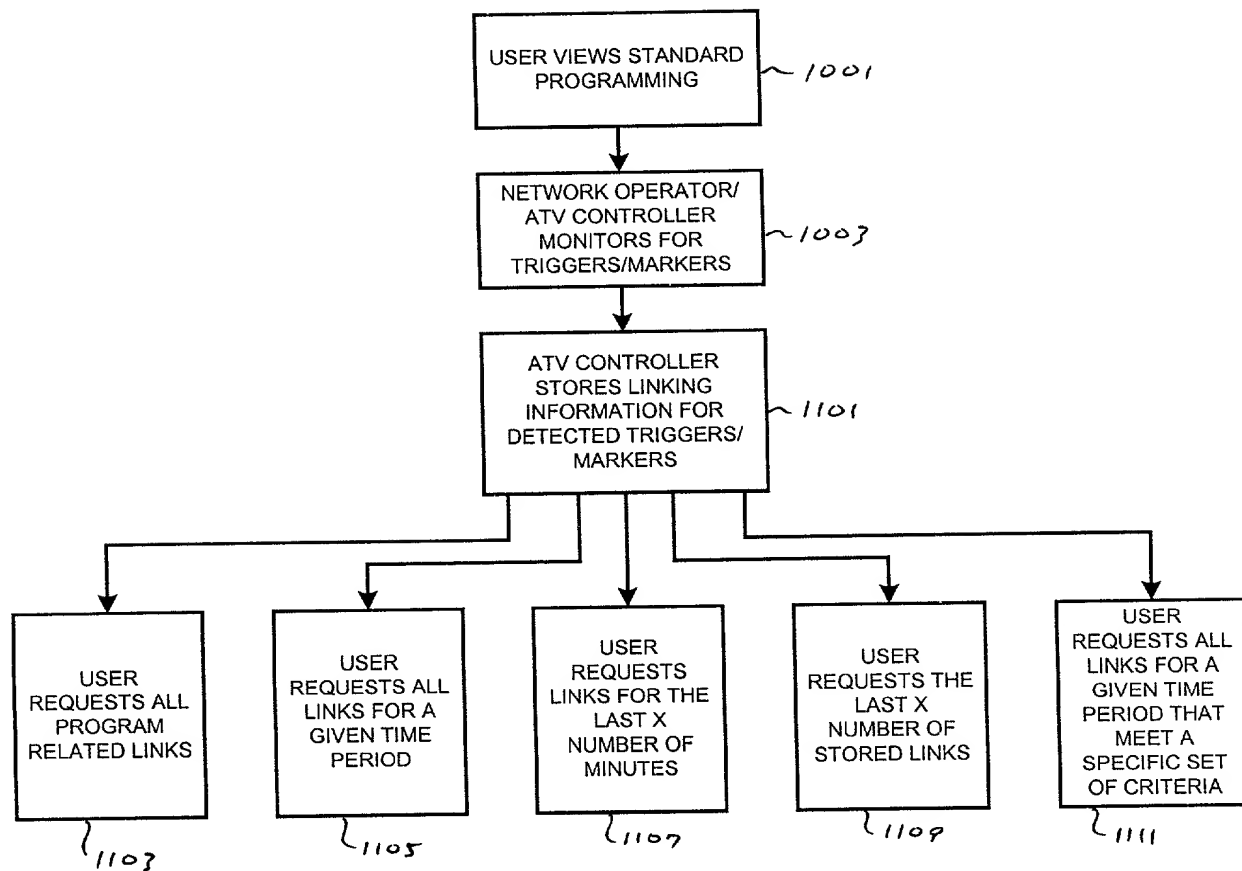 USER VIEWS STANDARD
PROGRAMMING
1001
NETWORK OPERATOR/
ATV CONTROLLER
MONITORS FOR
TRIGGERS/MARKERS
1003
ATV CONTROLLER
STORES LINKING
INFORMATION FOR
DETECTED TRIGGERS/
MARKERS
1101
USER
REQUESTS ALL
PROGRAM
RELATED LINKS
1103
USER
REQUESTS ALL
LINKS FOR A
GIVEN TIME
PERIOD
1105
USER
REQUESTS
LINKS FOR THE
LAST X
NUMBER OF
MINUTES
1107
USER
REQUESTS THE
LAST X
NUMBER OF
STORED LINKS
1109
USER
REQUESTS ALL
LINKS FOR A
GIVEN TIME
PERIOD THAT
MEET A
SPECIFIC SET
OF CRITERIA
1111